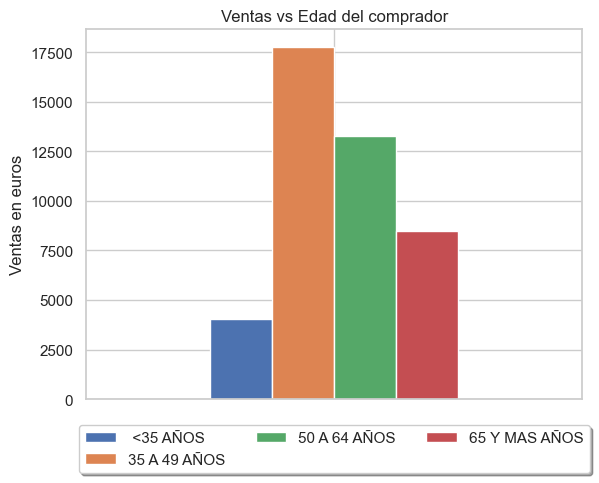 Ventas vs Edad del comprador
Ventas en euros
17500
15000
12500
10000
7500
5000
2500
0
<35 AÑOS
35 A 49 AÑOS
50 A 64 AÑOS
65 Y MAS AÑOS